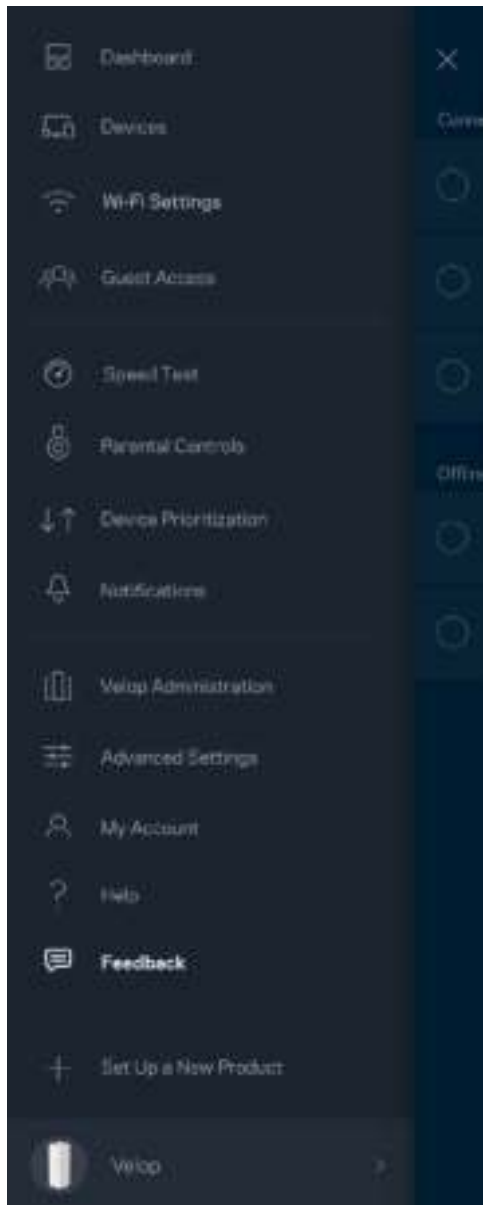 Dashboard
Devices
Wi-Fi Settings
Guest Access
Speed Test
Parental Controls
Device Prioritization
Notifications
Velop Administration
Advanced Settings
My Account
Help
Feedback
Set Up a New Product
Velop